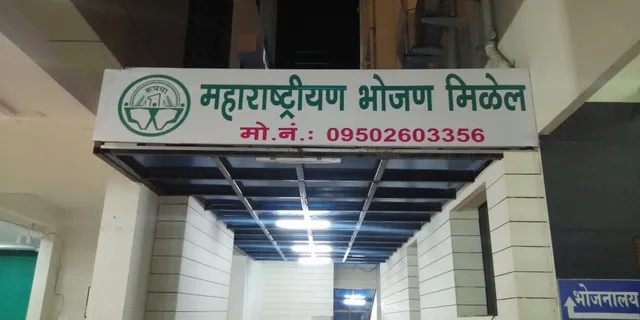 महाराष्ट्रीयण भोजण मिळेल
मो.नं.: 09502603356
भोजनालय